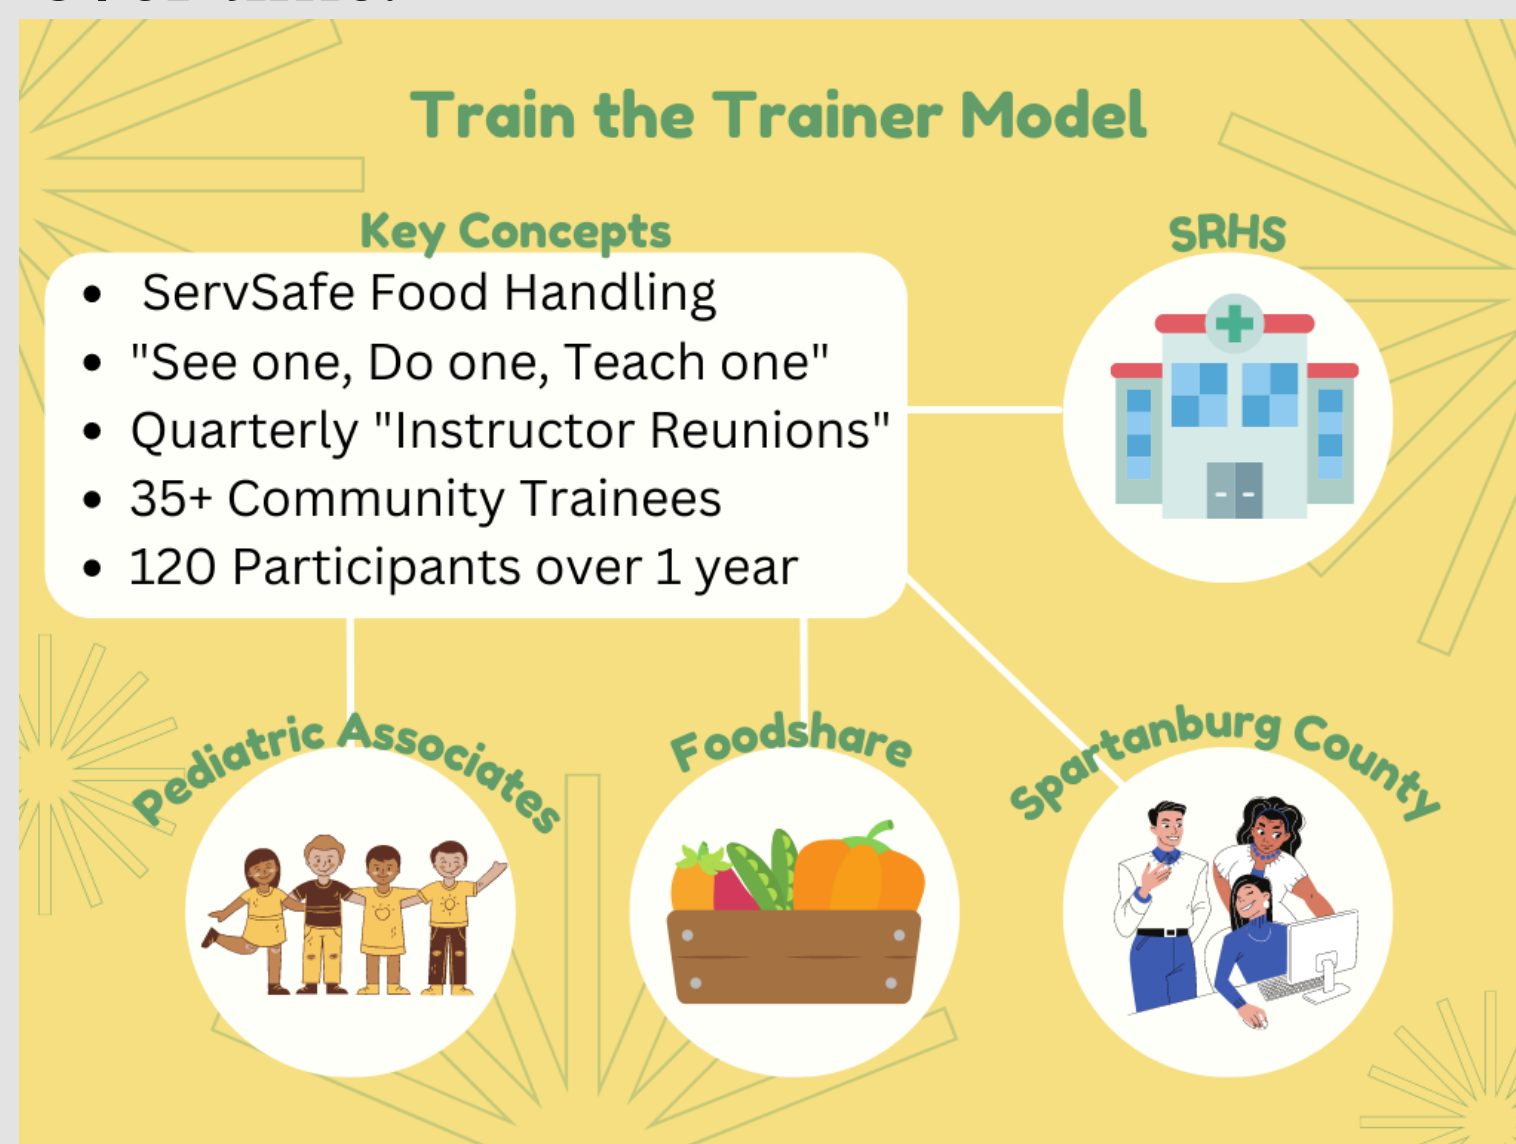 Train the Trainer Model
Key Concepts
SRHS
• ServSafe Food Handling
• "See one, Do one, Teach one"
• Quarterly "Instructor Reunions"
• 35+ Community Trainees
• 120 Participants over 1 year
Pediatric Associates
Foodshare
Spartanburg County